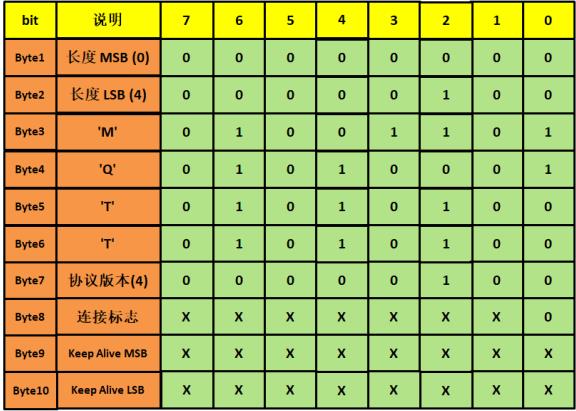 bit 说明 7 6 5 4 3 2 1 0
Byte1 长度 MSB (0) 0 0 0 0 0 0 0 0
Byte2 长度 LSB (4) 0 0 0 0 0 1 0 0
Byte3 'M' 0 1 0 0 1 1 0 1
Byte4 'Q' 0 1 0 1 0 0 0 1
Byte5 'T' 0 1 0 1 0 1 0 0
Byte6 'T' 0 1 0 1 0 1 0 0
Byte7 协议版本(4) 0 0 0 0 0 1 0 0
Byte8 连接标志 X X X X X X X 0
Byte9 Keep Alive MSB X X X X X X X X
Byte10 Keep Alive LSB X X X X X X X X